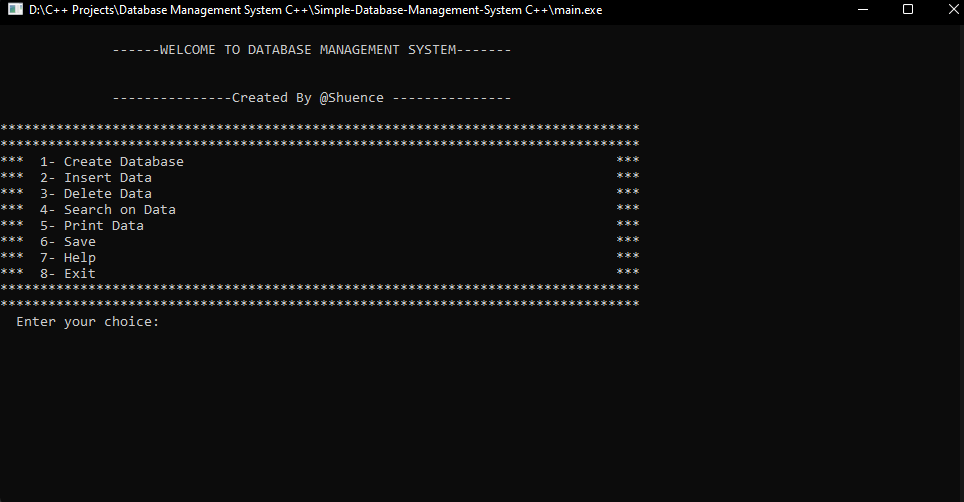 D:\C++ Projects\Database Management System C++\Simple-Database-Management-System C++\main.exe
------WELCOME TO DATABASE MANAGEMENT SYSTEM-------
---------------Created By @Shuence ---------------
********************************************************************************
********************************************************************************
***  1- Create Database                                                      ***
***  2- Insert Data                                                          ***
***  3- Delete Data                                                          ***
***  4- Search on Data                                                       ***
***  5- Print Data                                                           ***
***  6- Save                                                                 ***
***  7- Help                                                                 ***
***  8- Exit                                                                 ***
********************************************************************************
********************************************************************************
Enter your choice: